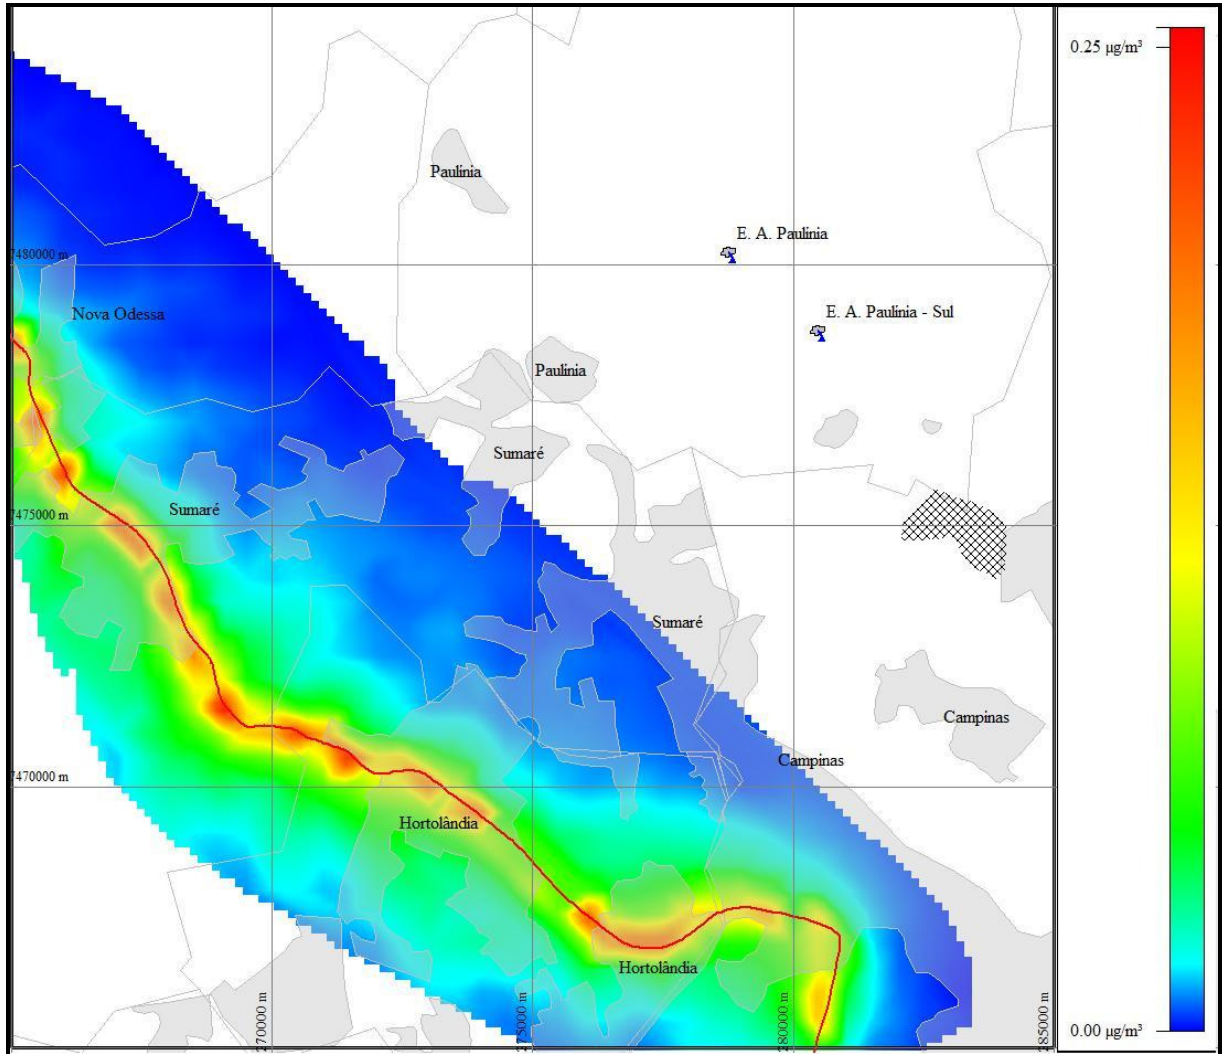 0.25 µg/m³
Paulínia
E. A. Paulínia
7480000 m
E. A. Paulínia - Sul
Nova Odessa
Paulínia
Sumaré
Sumaré
7475000 m
Sumaré
Campinas
Campinas
7470000 m
Hortolândia
Hortolândia
270000 m
275000 m
280000 m
285000 m
0.00 µg/m³